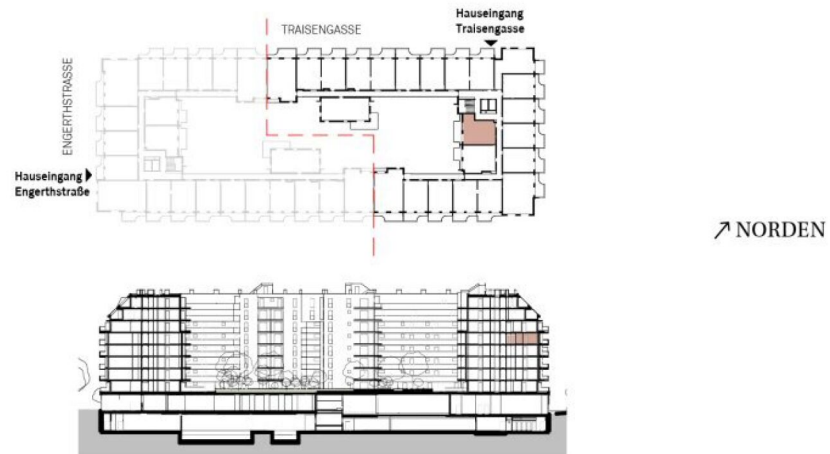 Hauseingang
Traisengasse
TRAISENGASSE
ENGERTHSTRASSE
Hauseingang
Engerthstraße
↗ NORDEN